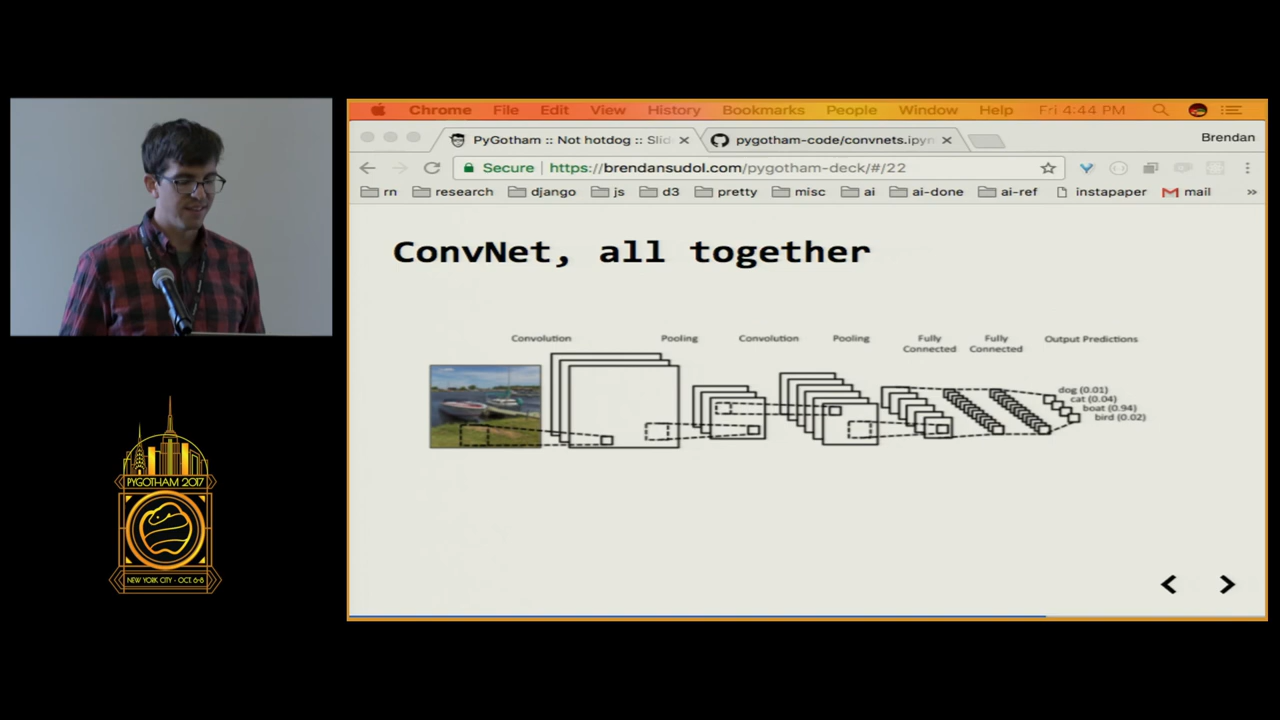 Chrome File Edit View History Bookmarks People Window Help Fri 4:44 PM
PyGotham :: Not hotdog :: Slid
pygotham-code/convnets.ipyn
Brendan
Secure
https://brendansudol.com/pygotham-deck/#/22
rn research django js d3 pretty misc ai ai-done ai-ref instapaper mail »
ConvNet, all together
Convolution Pooling Convolution Pooling Fully Connected Fully Connected Output Predictions
dog (0.01)
cat (0.04)
boat (0.94)
bird (0.02)
PYGOTHAM 2017
NEW YORK CITY - OCT. 6-8